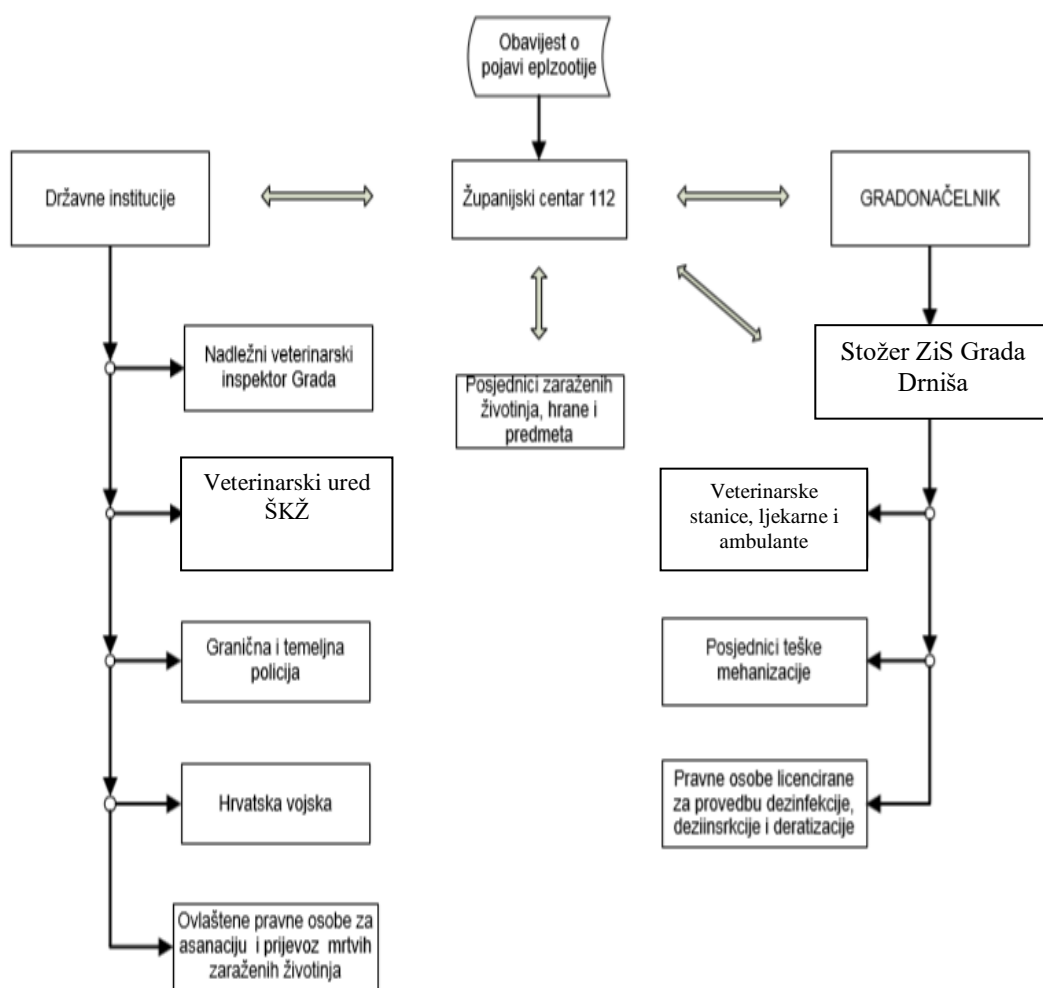 Obavijest o
pojavi eplzootije
Državne institucije
Županijski centar 112
GRADONAČELNIK
Nadležni veterinarski
inspektor Grada
Posjednici zaraženih
životinja, hrane i
predmeta
Stožer ZiS Grada
Drniša
Veterinarski ured
ŠKŽ
Veterinarske
stanice, ljekarne i
ambulante
Granična i temeljna
policija
Posjednici teške
mehanizacije
Hrvatska vojska
Pravne osobe licencirane
za provedbu dezinfekcije,
deziinsrkcije i deratizacije
Ovlaštene pravne osobe za
asanaciju i prijevoz mrtvih
zaraženih životinja